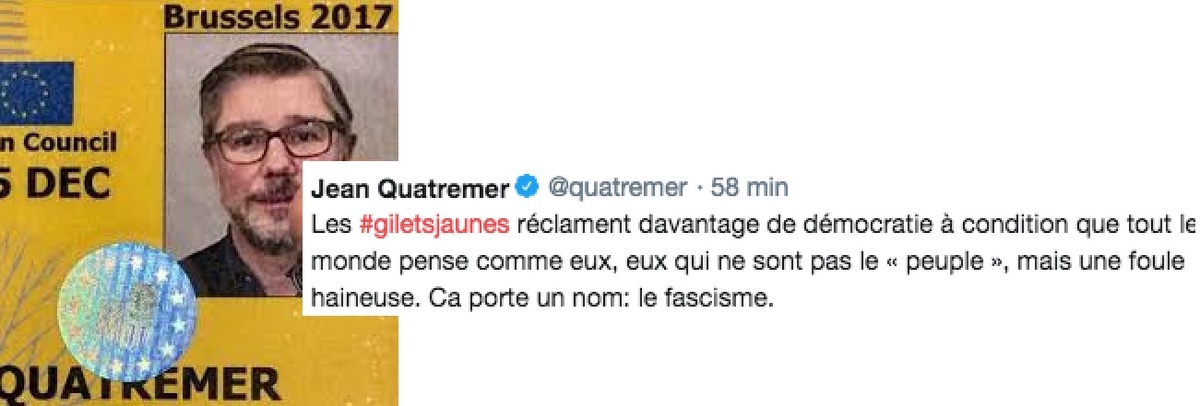 Brussels 2017
n Council
5 DEC
QUATREMER
Jean Quatremer @quatremer · 58 min
Les #giletsjaunes réclament davantage de démocratie à condition que tout le
monde pense comme eux, eux qui ne sont pas le « peuple », mais une foule
haineuse. Ca porte un nom: le fascisme.